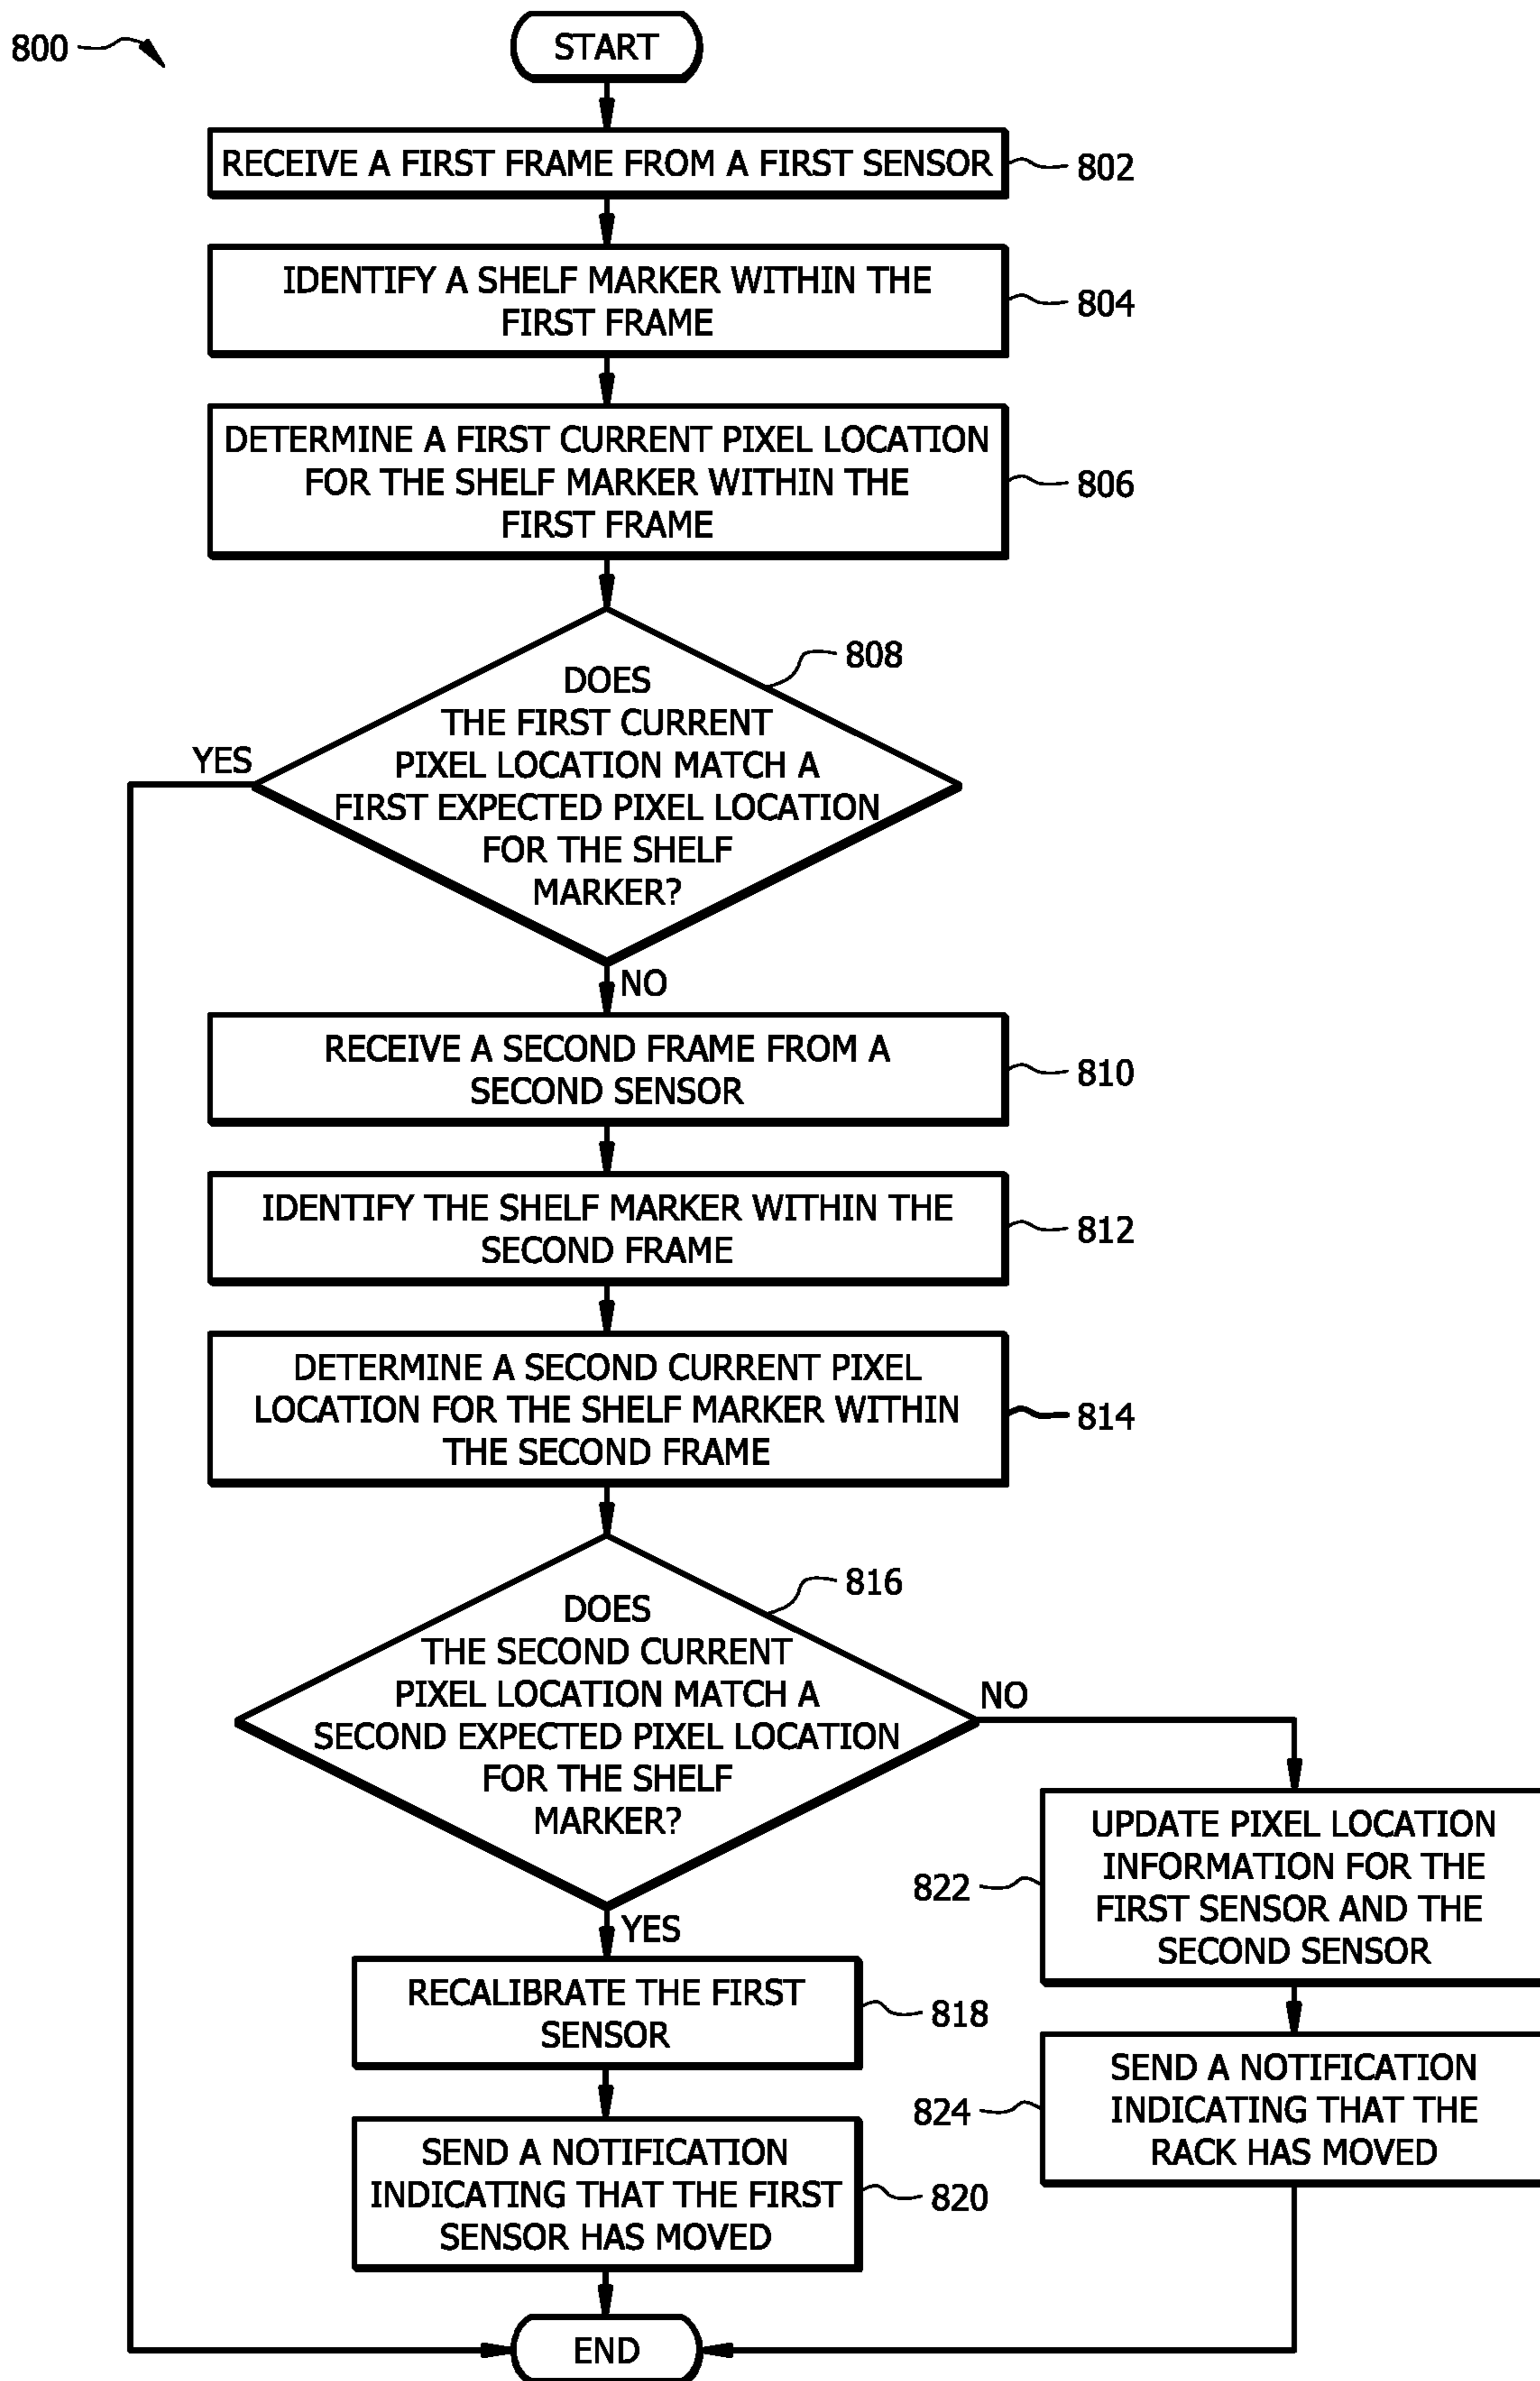 800
START
RECEIVE A FIRST FRAME FROM A FIRST SENSOR
802
IDENTIFY A SHELF MARKER WITHIN THE
FIRST FRAME
804
DETERMINE A FIRST CURRENT PIXEL LOCATION
FOR THE SHELF MARKER WITHIN THE
FIRST FRAME
806
808
DOES
THE FIRST CURRENT
PIXEL LOCATION MATCH A
FIRST EXPECTED PIXEL LOCATION
FOR THE SHELF
MARKER?
YES
NO
RECEIVE A SECOND FRAME FROM A
SECOND SENSOR
810
IDENTIFY THE SHELF MARKER WITHIN THE
SECOND FRAME
812
DETERMINE A SECOND CURRENT PIXEL
LOCATION FOR THE SHELF MARKER WITHIN
THE SECOND FRAME
814
816
DOES
THE SECOND CURRENT
PIXEL LOCATION MATCH A
SECOND EXPECTED PIXEL LOCATION
FOR THE SHELF
MARKER?
NO
YES
UPDATE PIXEL LOCATION
INFORMATION FOR THE
FIRST SENSOR AND THE
SECOND SENSOR
822
RECALIBRATE THE FIRST
SENSOR
818
SEND A NOTIFICATION
INDICATING THAT THE
RACK HAS MOVED
824
SEND A NOTIFICATION
INDICATING THAT THE FIRST
SENSOR HAS MOVED
820
END